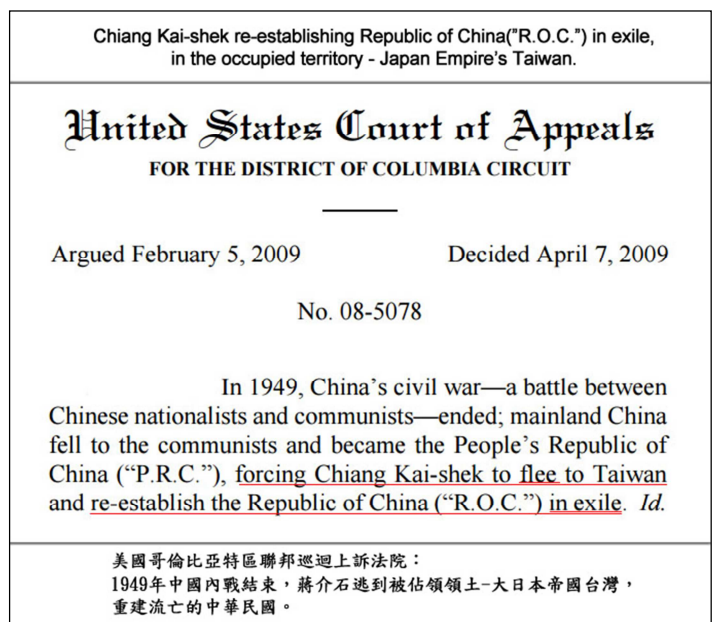 Chiang Kai-shek re-establishing Republic of China("R.O.C.") in exile,
in the occupied territory - Japan Empire's Taiwan.
United States Court of Appeals
FOR THE DISTRICT OF COLUMBIA CIRCUIT
Argued February 5, 2009 Decided April 7, 2009
No. 08-5078
In 1949, China’s civil war—a battle between
Chinese nationalists and communists—ended; mainland China
fell to the communists and became the People’s Republic of
China (“P.R.C.”), forcing Chiang Kai-shek to flee to Taiwan
and re-establish the Republic of China (“R.O.C.”) in exile. Id.
美國哥倫比亞特區聯邦巡迴上訴法院：
1949年中國內戰結束，蔣介石逃到被佔領領土-大日本帝國台灣，
重建流亡的中華民國。